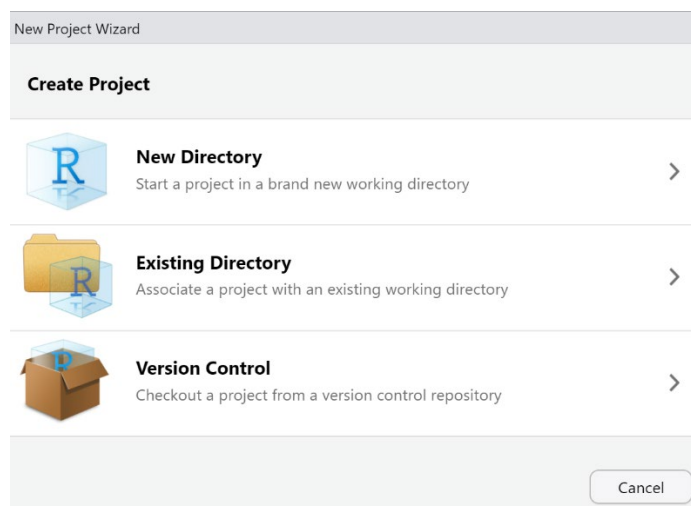 New Project Wizard
Create Project
New Directory
Start a project in a brand new working directory
Existing Directory
Associate a project with an existing working directory
Version Control
Checkout a project from a version control repository
Cancel